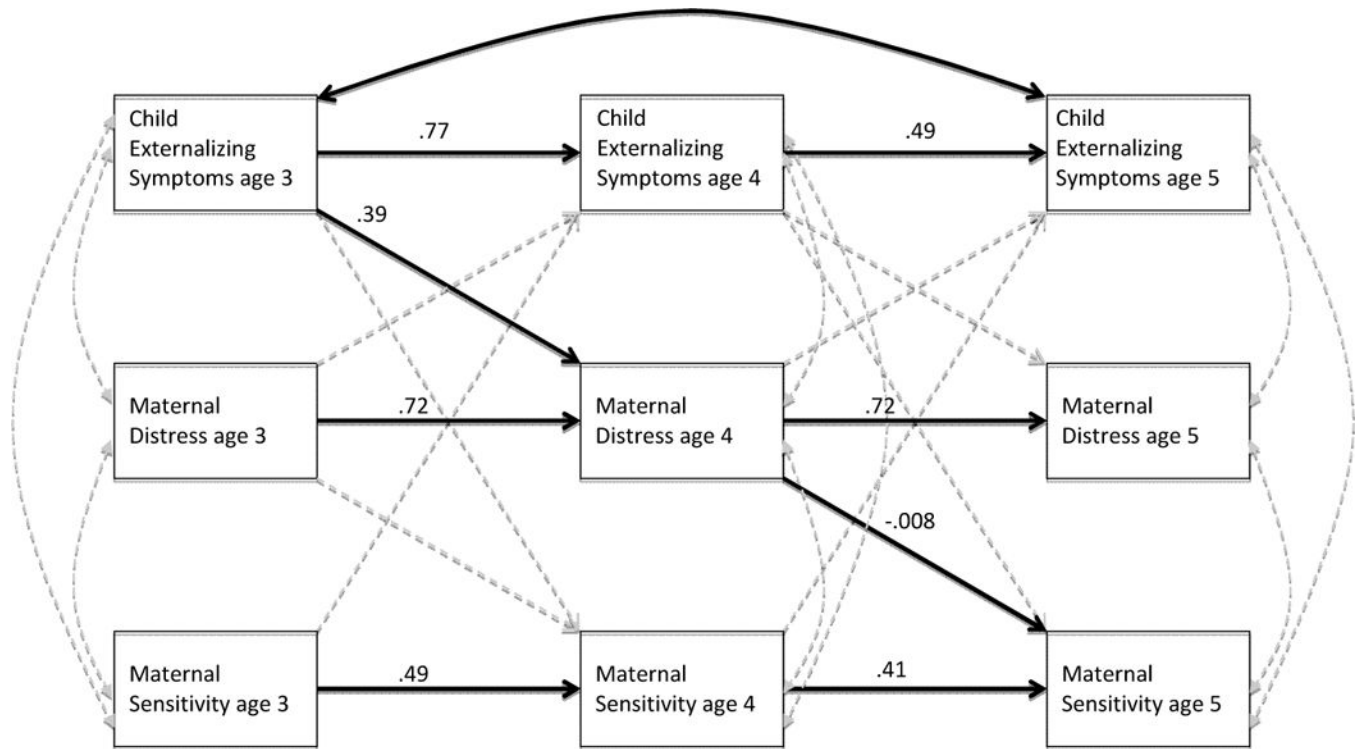 Child
Externalizing
Symptoms age 3
.77
Child
Externalizing
Symptoms age 4
.49
Child
Externalizing
Symptoms age 5
.39
Maternal
Distress age 3
.72
Maternal
Distress age 4
.72
Maternal
Distress age 5
-.008
Maternal
Sensitivity age 3
.49
Maternal
Sensitivity age 4
.41
Maternal
Sensitivity age 5